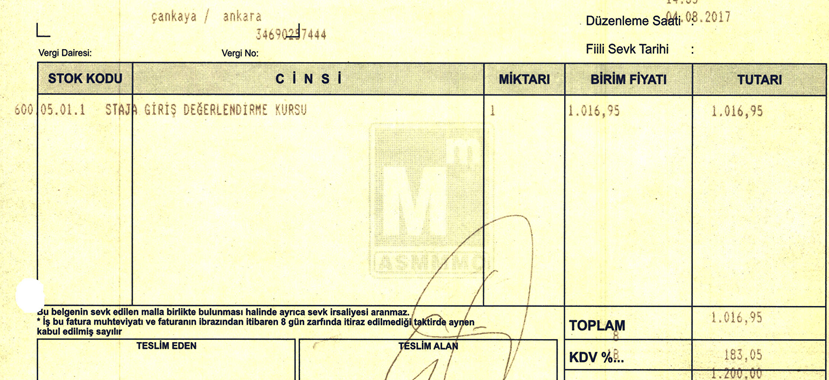 çankaya / ankara
Düzenleme Saati :
04.08.2017
34690257444
Vergi Dairesi:
Vergi No:
Fiili Sevk Tarihi :
STOK KODU CİNSİ MİKTARI BİRİM FİYATI TUTARI
600.05.01.1 STAJA GİRİŞ DEĞERLENDİRME KURSU 1 1.016,95 1.016,95
M m
ASMMMO
Bu belgenin sevk edilen malla birlikte bulunması halinde ayrıca sevk irsaliyesi aranmaz.
* İş bu fatura muhteviyatı ve faturanın ibrazından itibaren 8 gün zarfında itiraz edilmediği taktirde aynen
kabul edilmiş sayılır
TOPLAM 1.016,95
TESLİM EDEN TESLİM ALAN
KDV %... 183,05
1.200,00